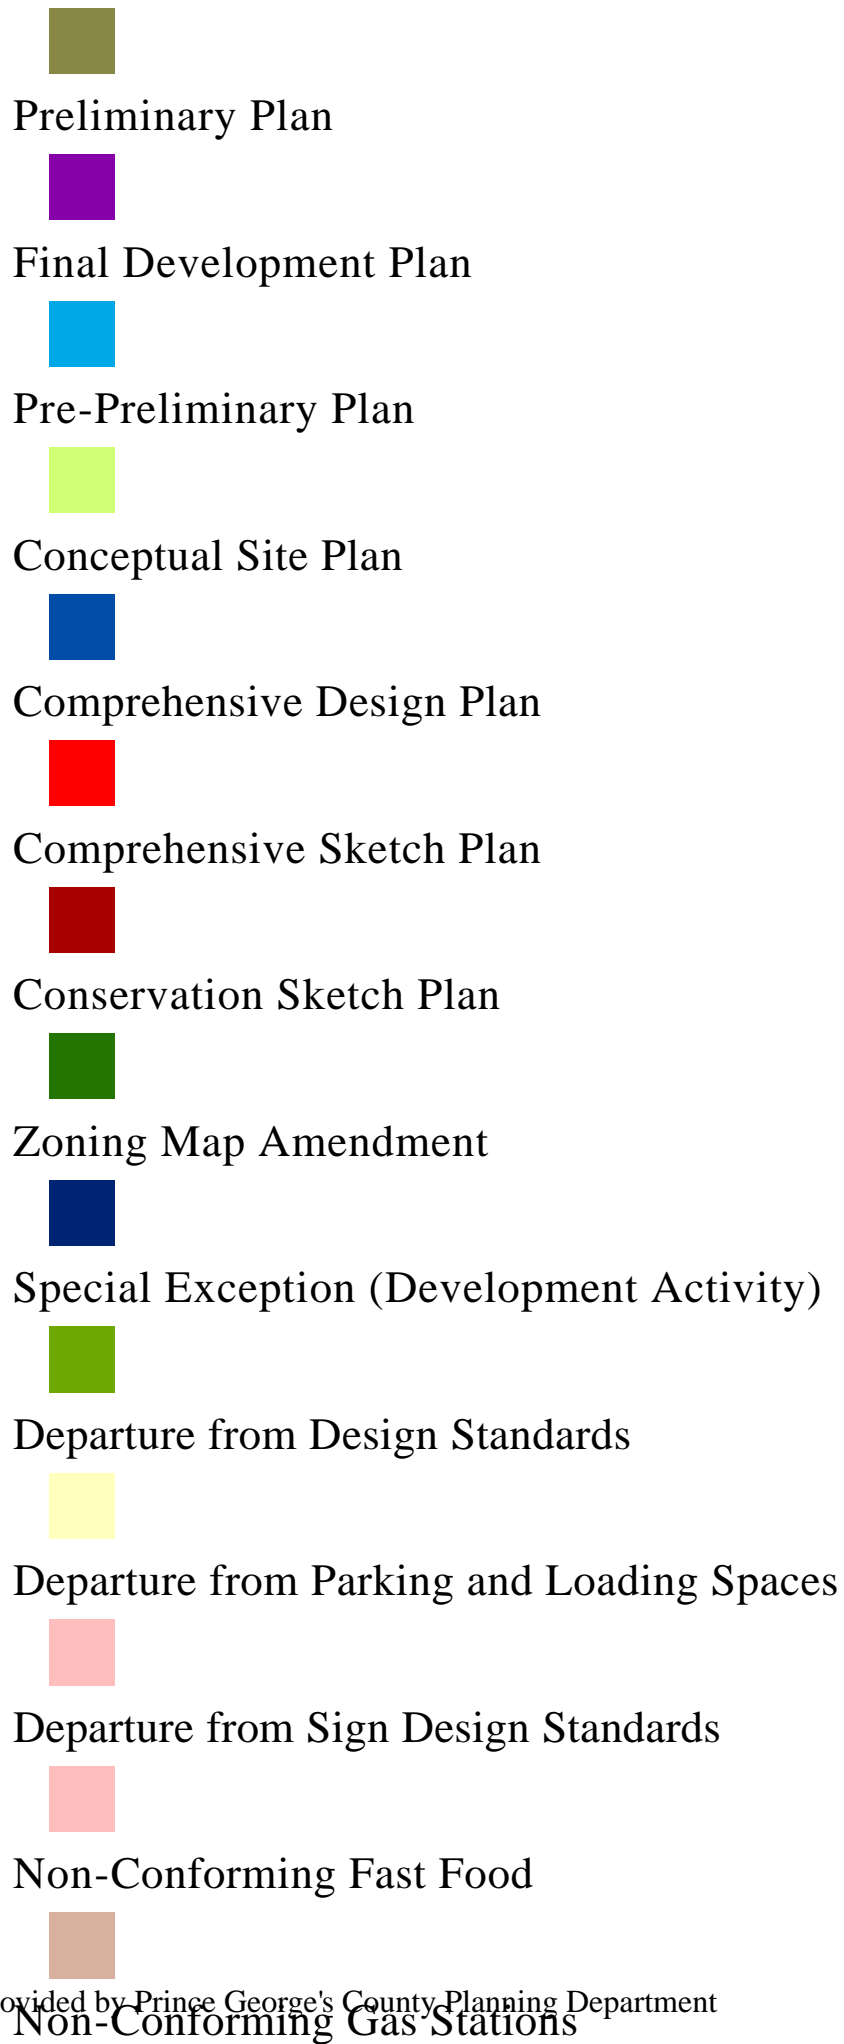 Preliminary Plan
Final Development Plan
Pre-Preliminary Plan
Conceptual Site Plan
Comprehensive Design Plan
Comprehensive Sketch Plan
Conservation Sketch Plan
Zoning Map Amendment
Special Exception (Development Activity)
Departure from Design Standards
Departure from Parking and Loading Spaces
Departure from Sign Design Standards
Non-Conforming Fast Food
ovided by Prince George's County Planning Department
Non-Conforming Gas Stations